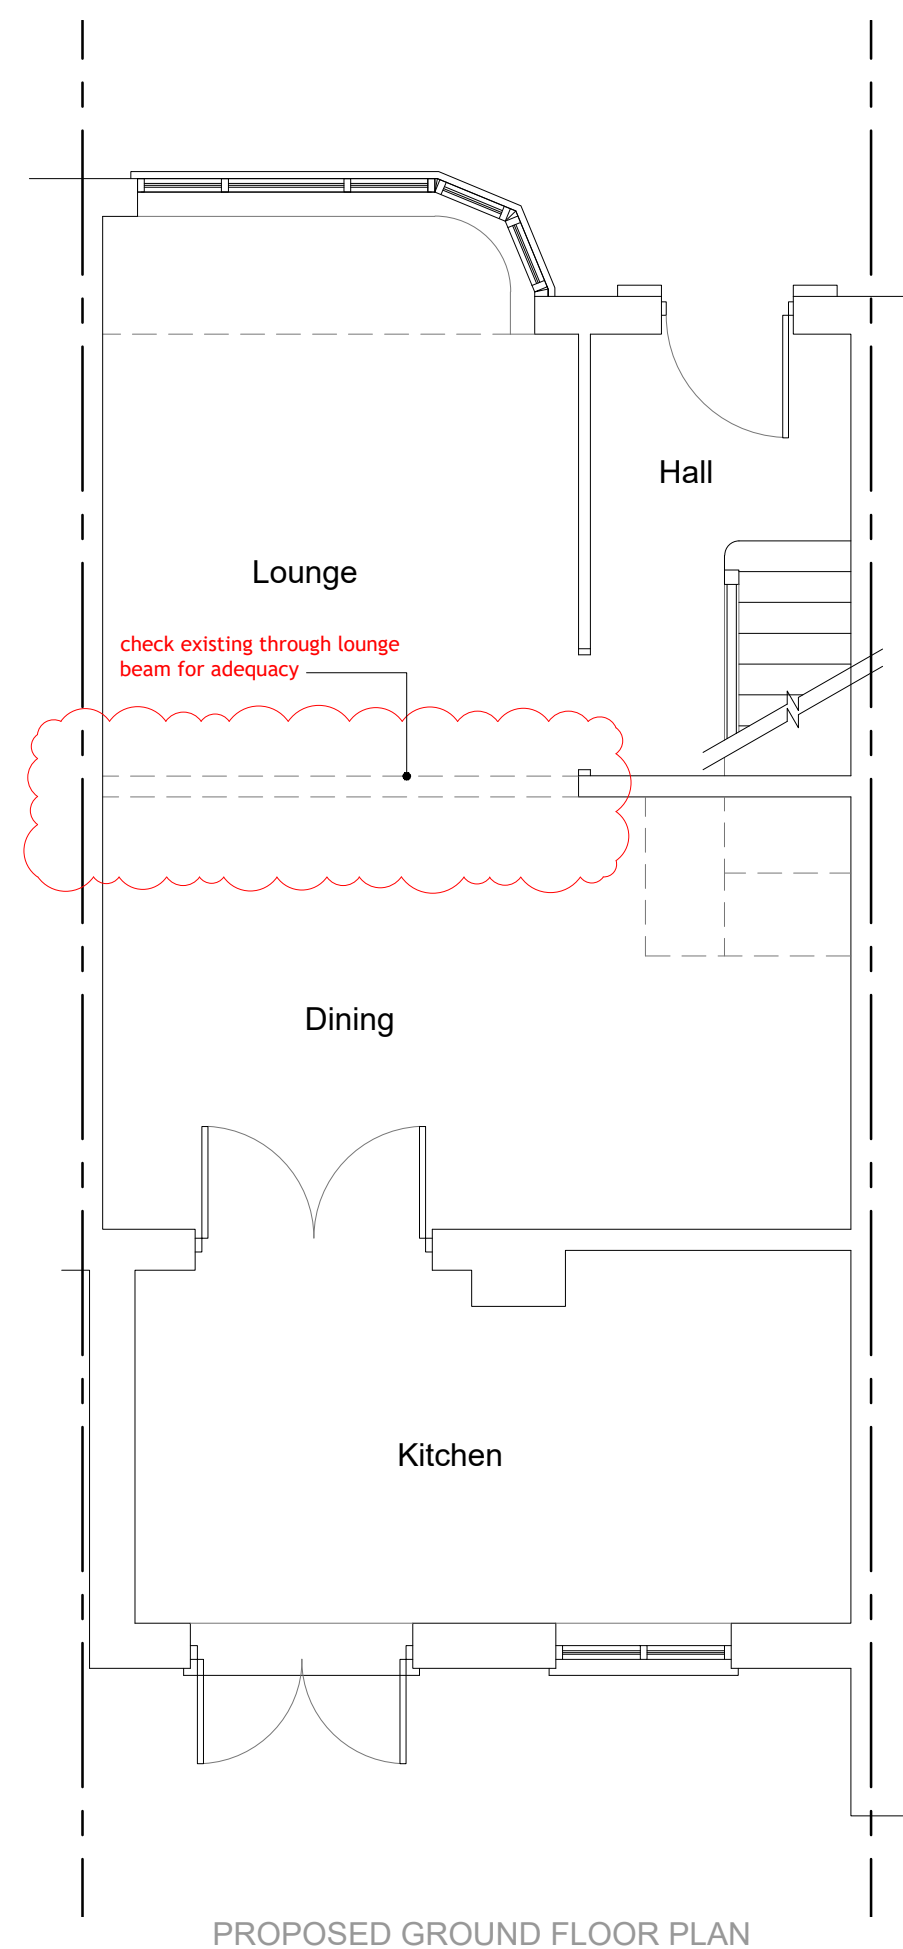 Hall
Lounge
check existing through lounge
beam for adequacy
Dining
Kitchen
PROPOSED GROUND FLOOR PLAN